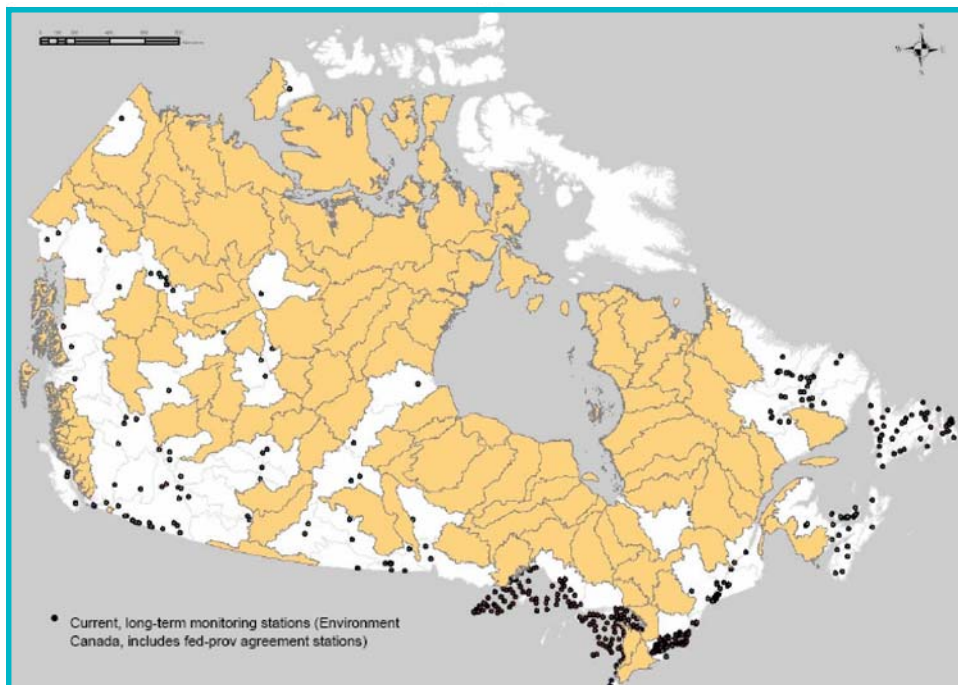 N
W E
S
Current, long-term monitoring stations (Environment
Canada, includes fed-prov agreement stations)